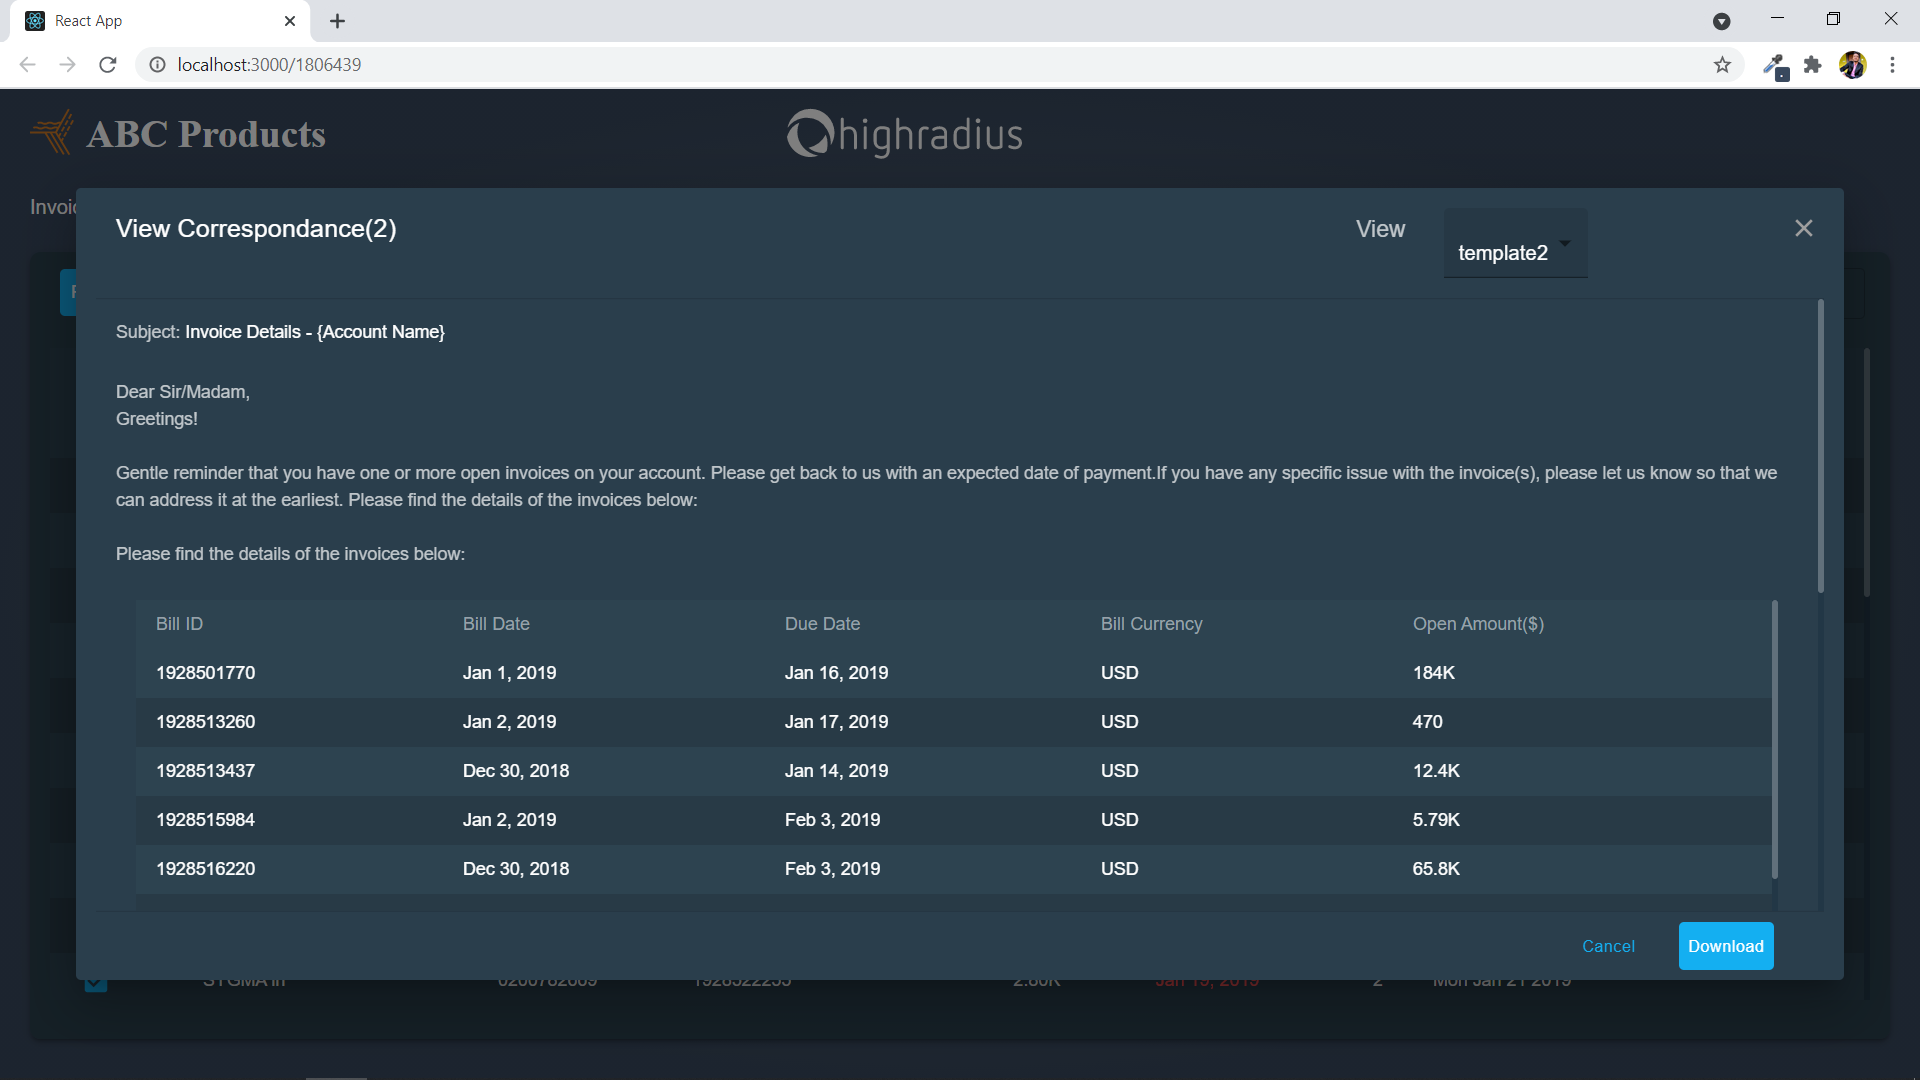 React App
localhost:3000/1806439
ABC Products
highradius
View Correspondance(2)
View
template2
Subject: Invoice Details - {Account Name}
Dear Sir/Madam,
Greetings!
Gentle reminder that you have one or more open invoices on your account. Please get back to us with an expected date of payment.If you have any specific issue with the invoice(s), please let us know so that we
can address it at the earliest. Please find the details of the invoices below:
Please find the details of the invoices below:
Bill ID Bill Date Due Date Bill Currency Open Amount($)
1928501770 Jan 1, 2019 Jan 16, 2019 USD 184K
1928513260 Jan 2, 2019 Jan 17, 2019 USD 470
1928513437 Dec 30, 2018 Jan 14, 2019 USD 12.4K
1928515984 Jan 2, 2019 Feb 3, 2019 USD 5.79K
1928516220 Dec 30, 2018 Feb 3, 2019 USD 65.8K
Cancel Download